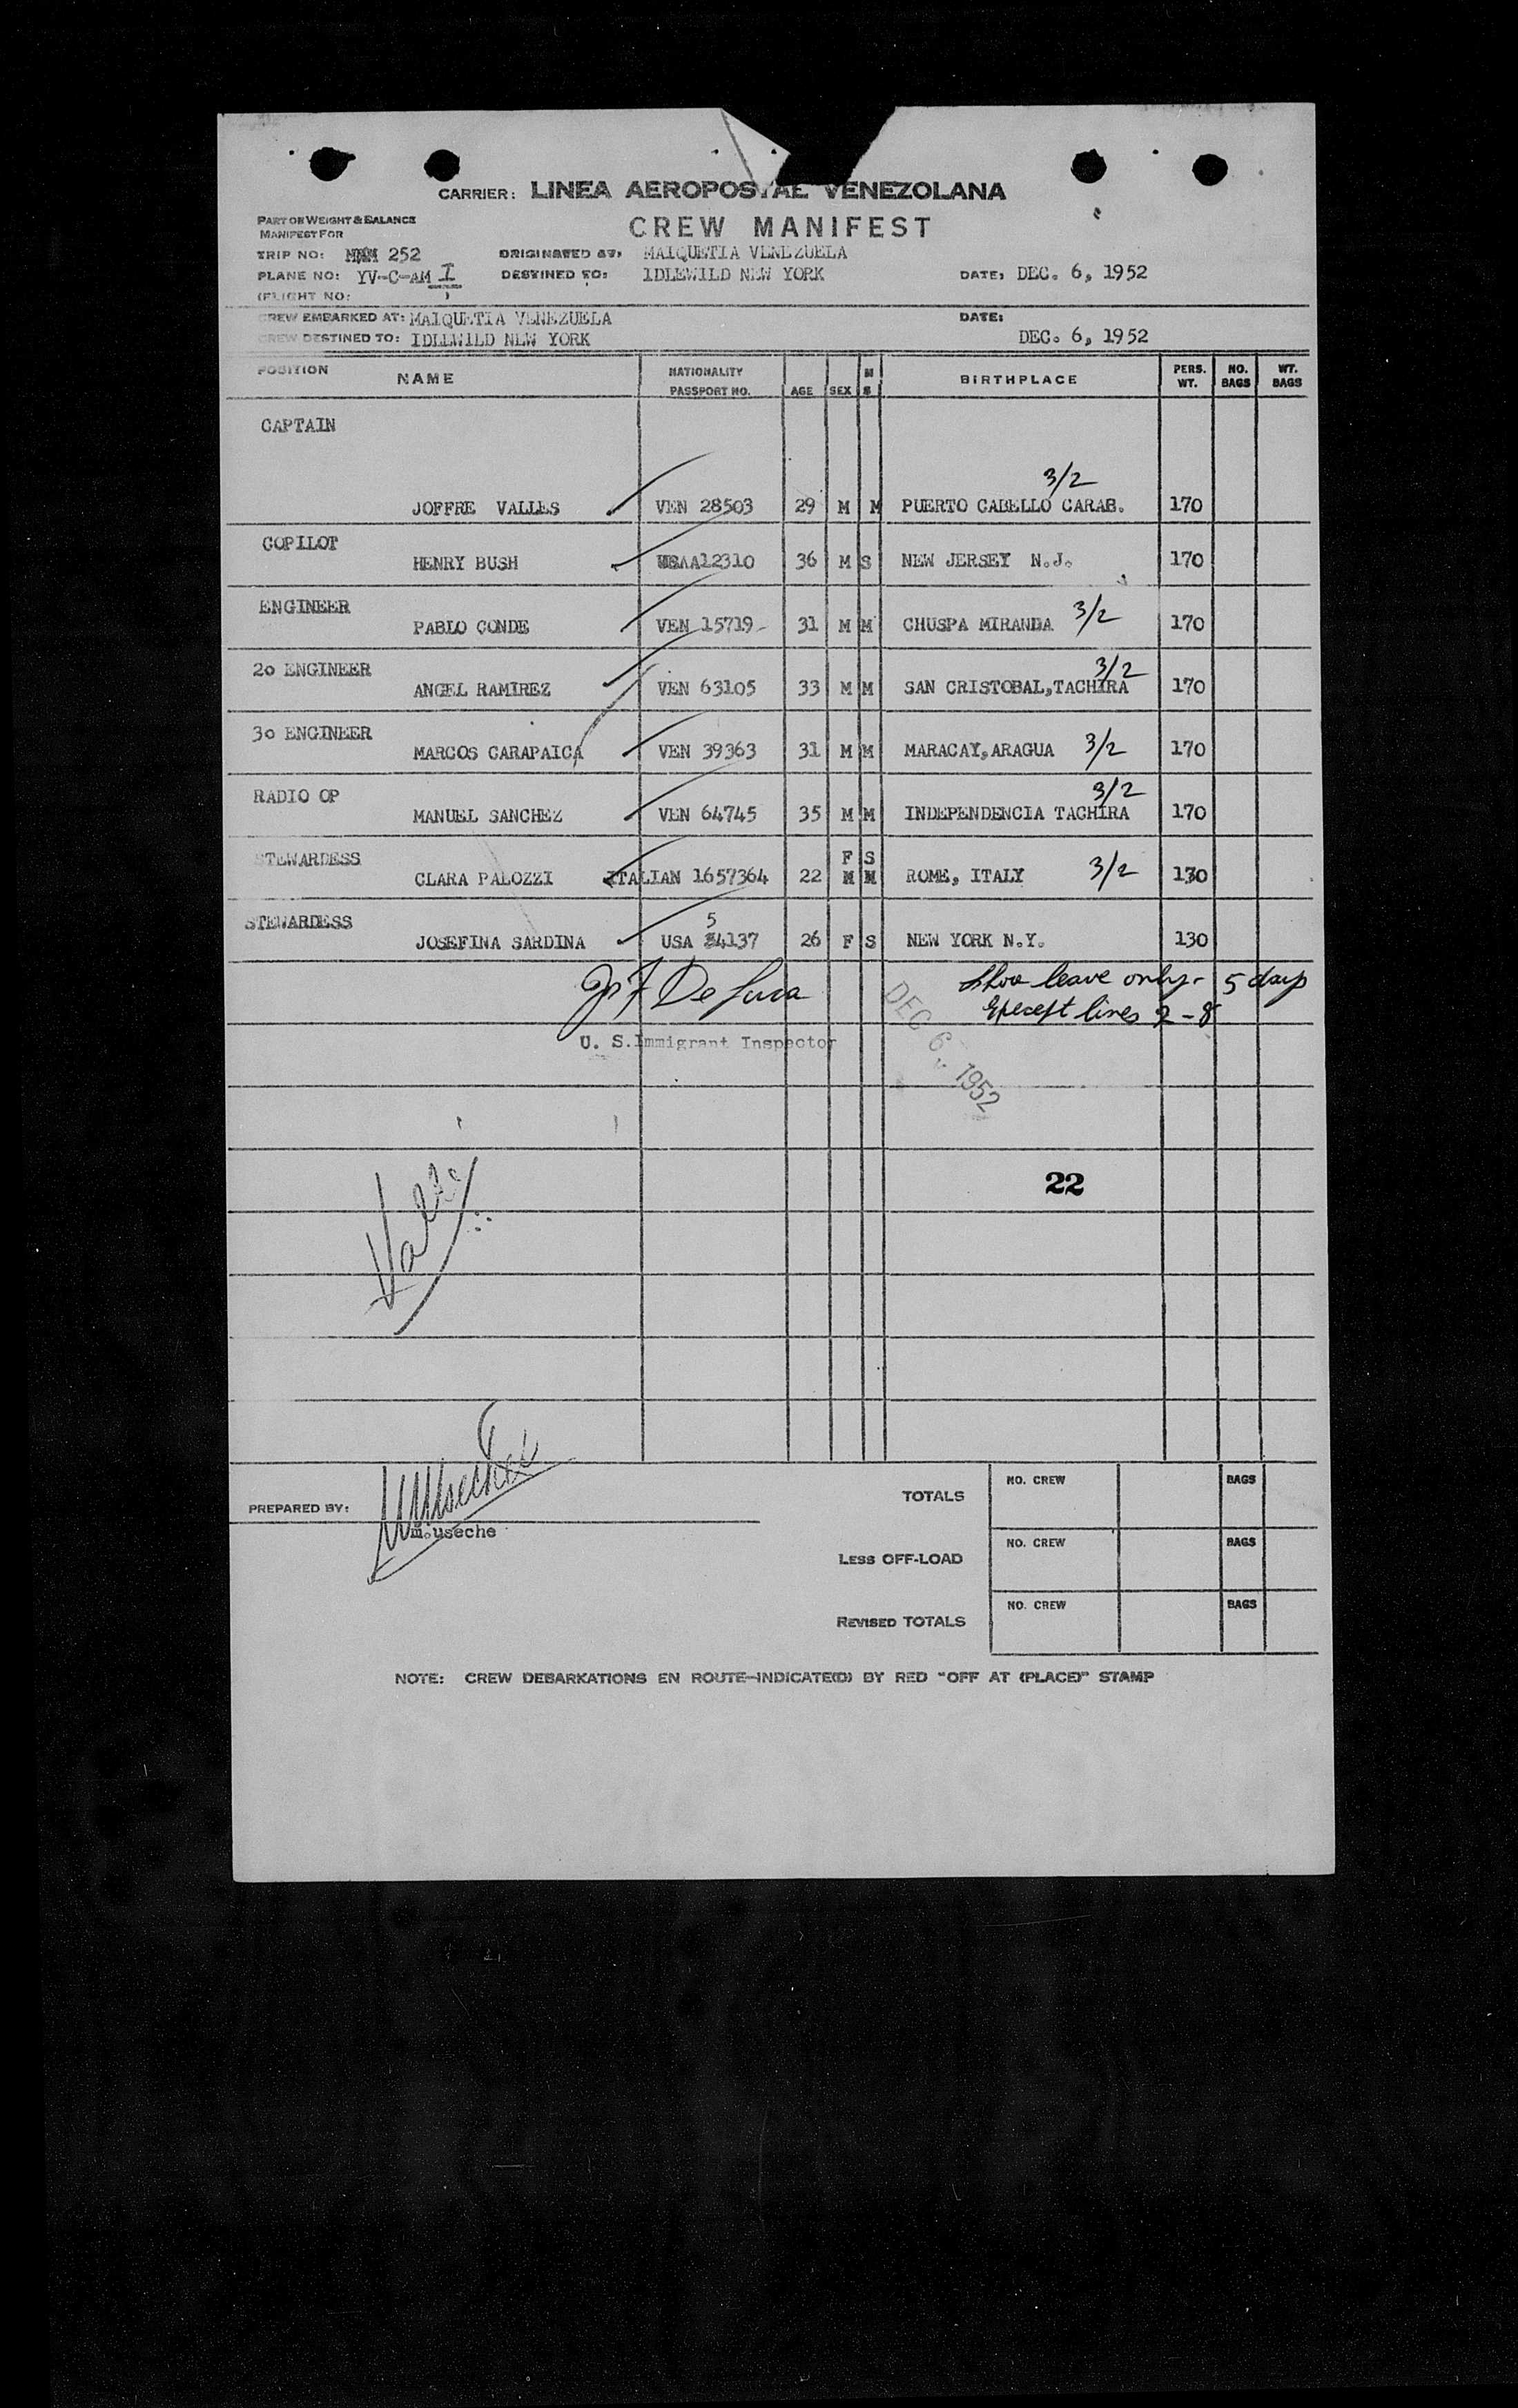 CARRIER: LINEA AEROPOSTAL VENEZOLANA
PART ON WEIGHT & BALANCE
MANIFEST FOR
CREW MANIFEST
TRIP NO: 252 ORIGINATED AT: MAIQUETIA VENEZUELA
PLANE NO: YV-C-AM I DESTINED TO: IDLEWILD NEW YORK DATE: DEC. 6, 1952
(FLIGHT NO: )
CREW EMBARKED AT: MAIQUETIA VENEZUELA DATE:
CREW DESTINED TO: IDLEWILD NEW YORK DEC. 6, 1952
POSITION NAME NATIONALITY PASSPORT NO. AGE SEX M S BIRTHPLACE PERS. WT. NO. BAGS WT. BAGS
CAPTAIN
3/2
JOFFRE VALLES VEN 28503 29 M M PUERTO CABELLO CARAB. 170
COPILOT
HENRY BUSH USAA12310 36 M S NEW JERSEY N.J. 170
ENGINEER
PABLO CONDE VEN 15719 31 M M CHUSPA MIRANDA 3/2 170
2o ENGINEER 3/2
ANGEL RAMIREZ VEN 63105 33 M M SAN CRISTOBAL,TACHIRA 170
3o ENGINEER
MARCOS CARAPAICA VEN 39363 31 M M MARACAY,ARAGUA 3/2 170
RADIO OP 3/2
MANUEL SANCHEZ VEN 64745 35 M M INDEPENDENCIA TACHIRA 170
STEWARDESS F S
CLARA PALOZZI ITALIAN 1657364 22 M M ROME, ITALY 3/2 130
STEWARDESS 5
JOSEFINA SARDINA USA 34137 26 F S NEW YORK N.Y. 130
De Luca Shore leave only - 5 days
Except lines 2-8
U. S. Immigrant Inspector
DEC 6 1952
22
Valles
PREPARED BY:
m.useche
TOTALS NO. CREW BAGS
LESS OFF-LOAD NO. CREW BAGS
REVISED TOTALS NO. CREW BAGS
NOTE: CREW DEBARKATIONS EN ROUTE-INDICATE(D) BY RED "OFF AT (PLACE)" STAMP